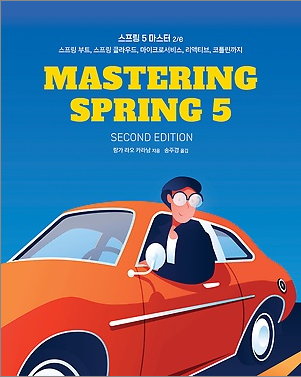 스프링 5 마스터 2/e
스프링 부트, 스프링 클라우드, 마이크로서비스, 리액티브, 코틀린까지
MASTERING
SPRING 5
SECOND EDITION
랑가 라오 카라남 지음 송주경 옮김